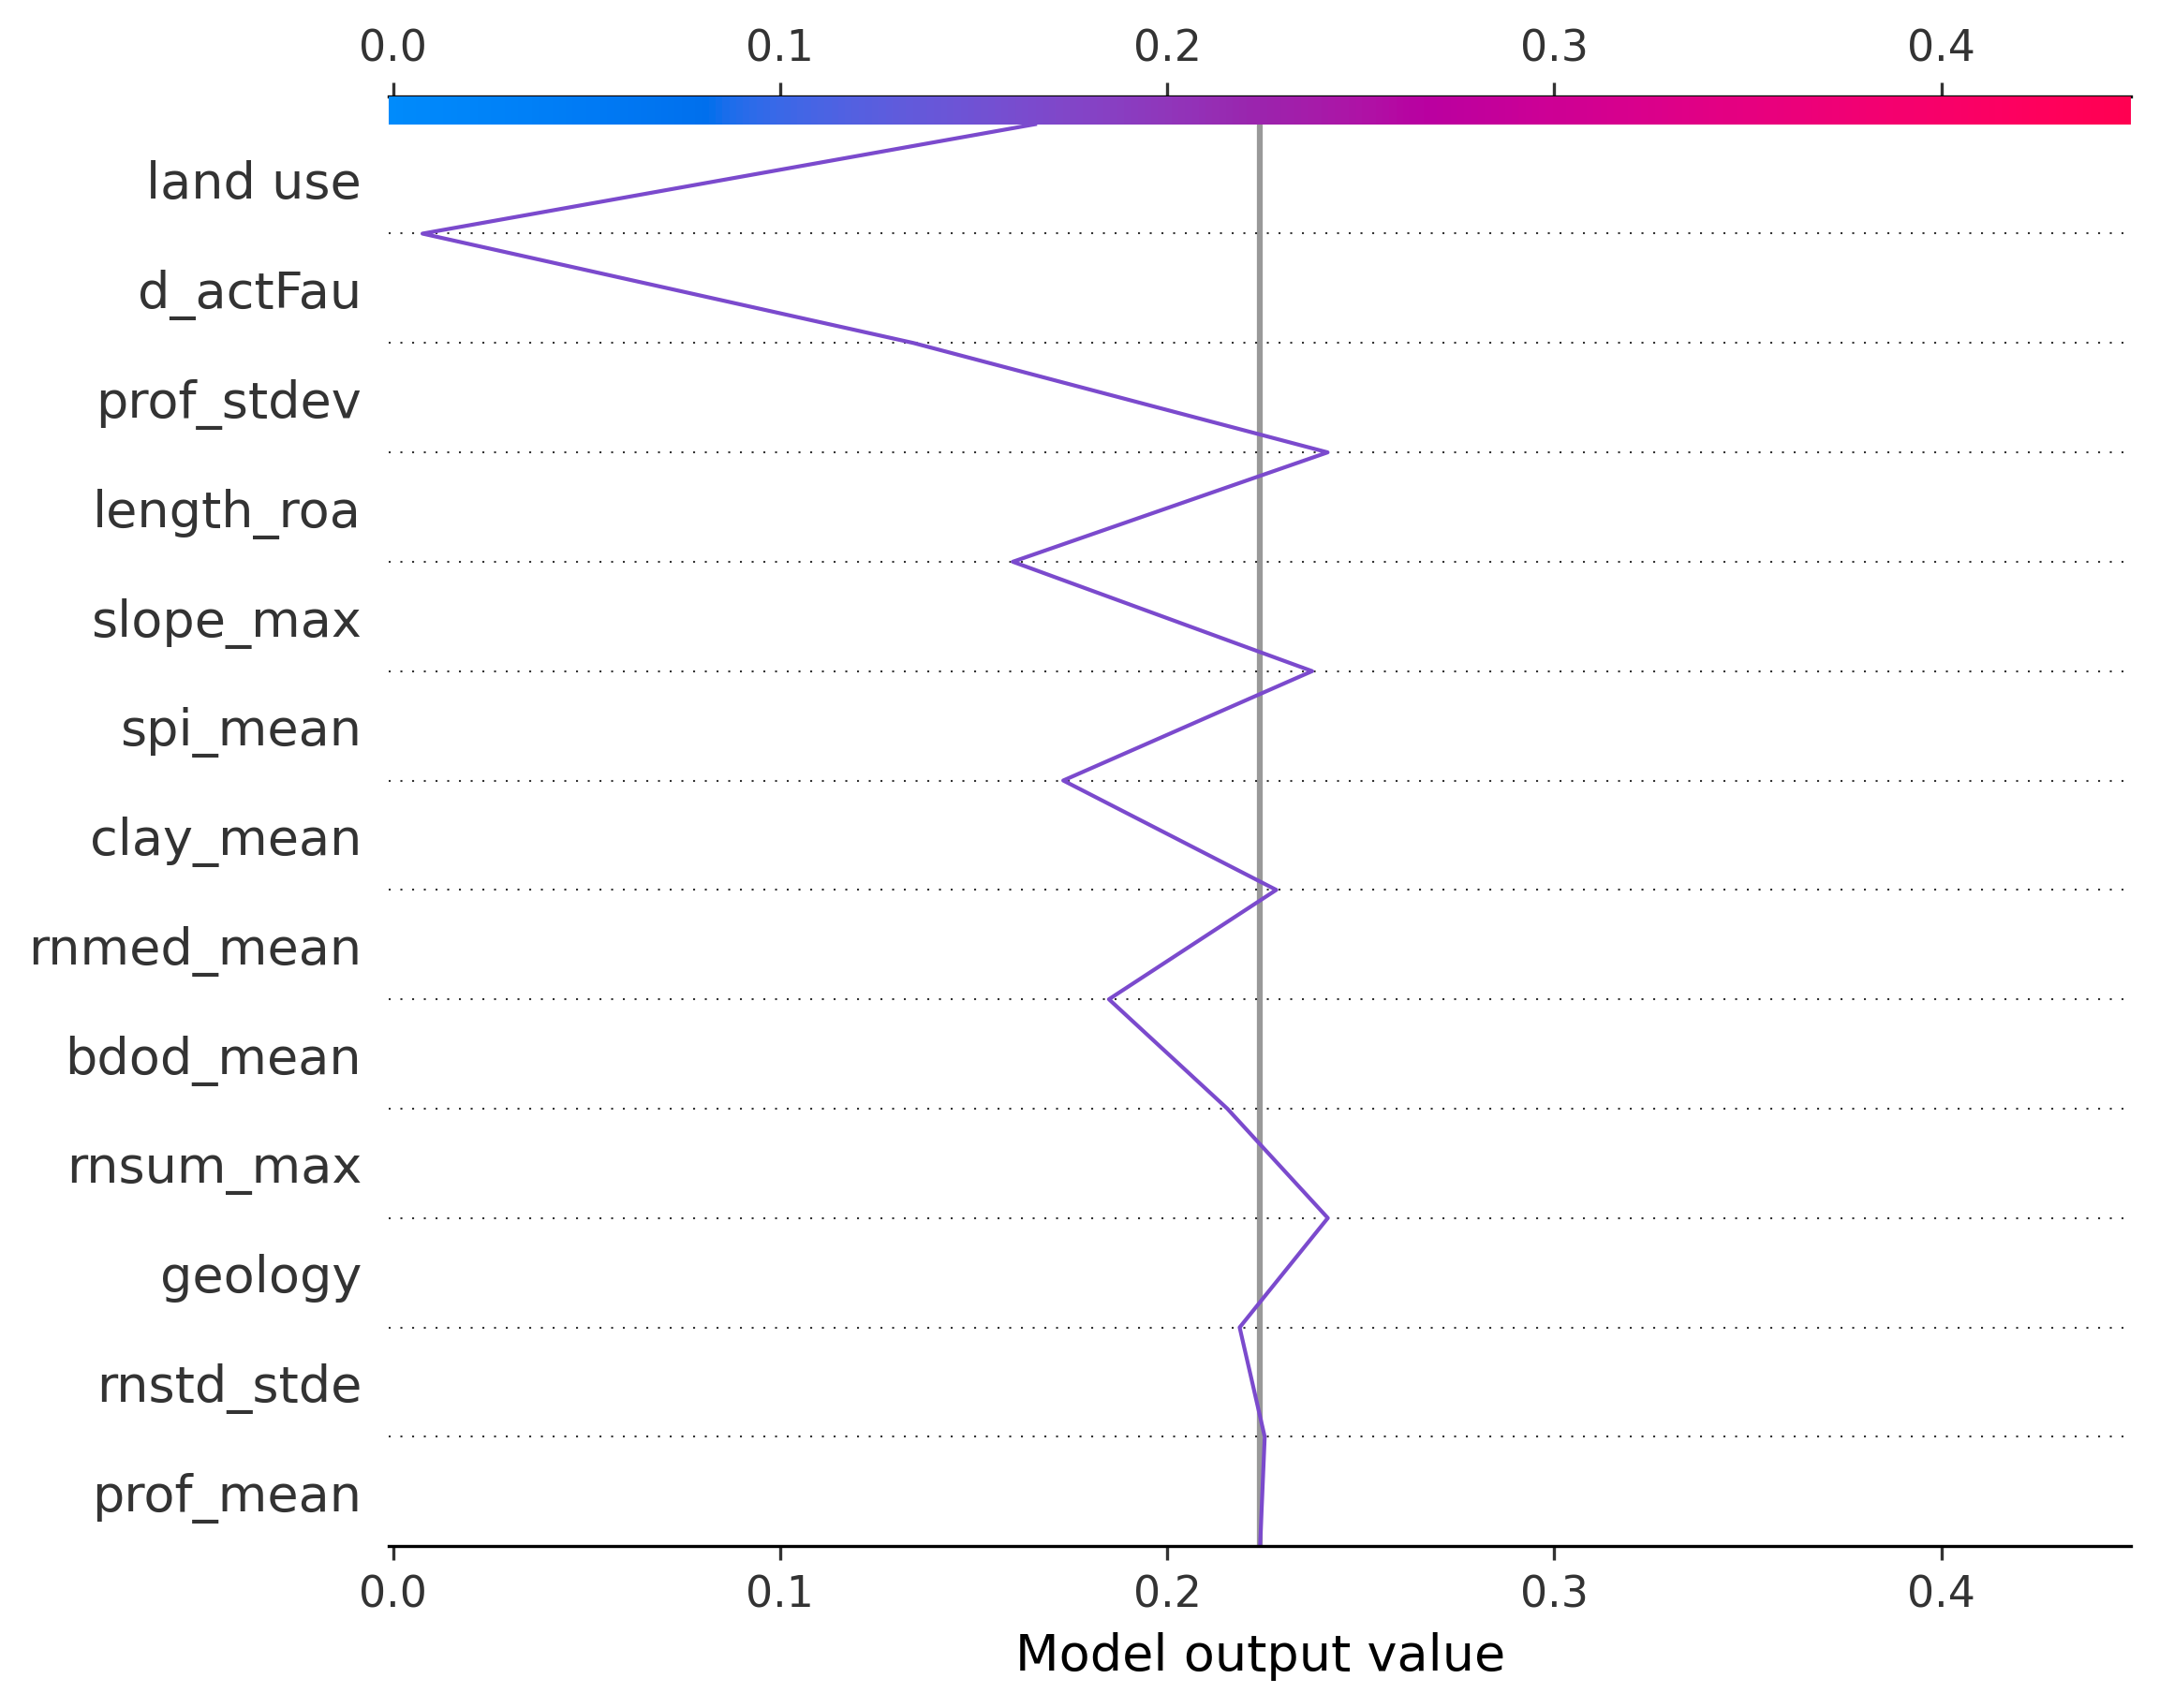 0.0 0.1 0.2 0.3 0.4
land use
d_actFau
prof_stdev
length_roa
slope_max
spi_mean
clay_mean
rnmed_mean
bdod_mean
rnsum_max
geology
rnstd_stde
prof_mean
0.0 0.1 0.2 0.3 0.4
Model output value